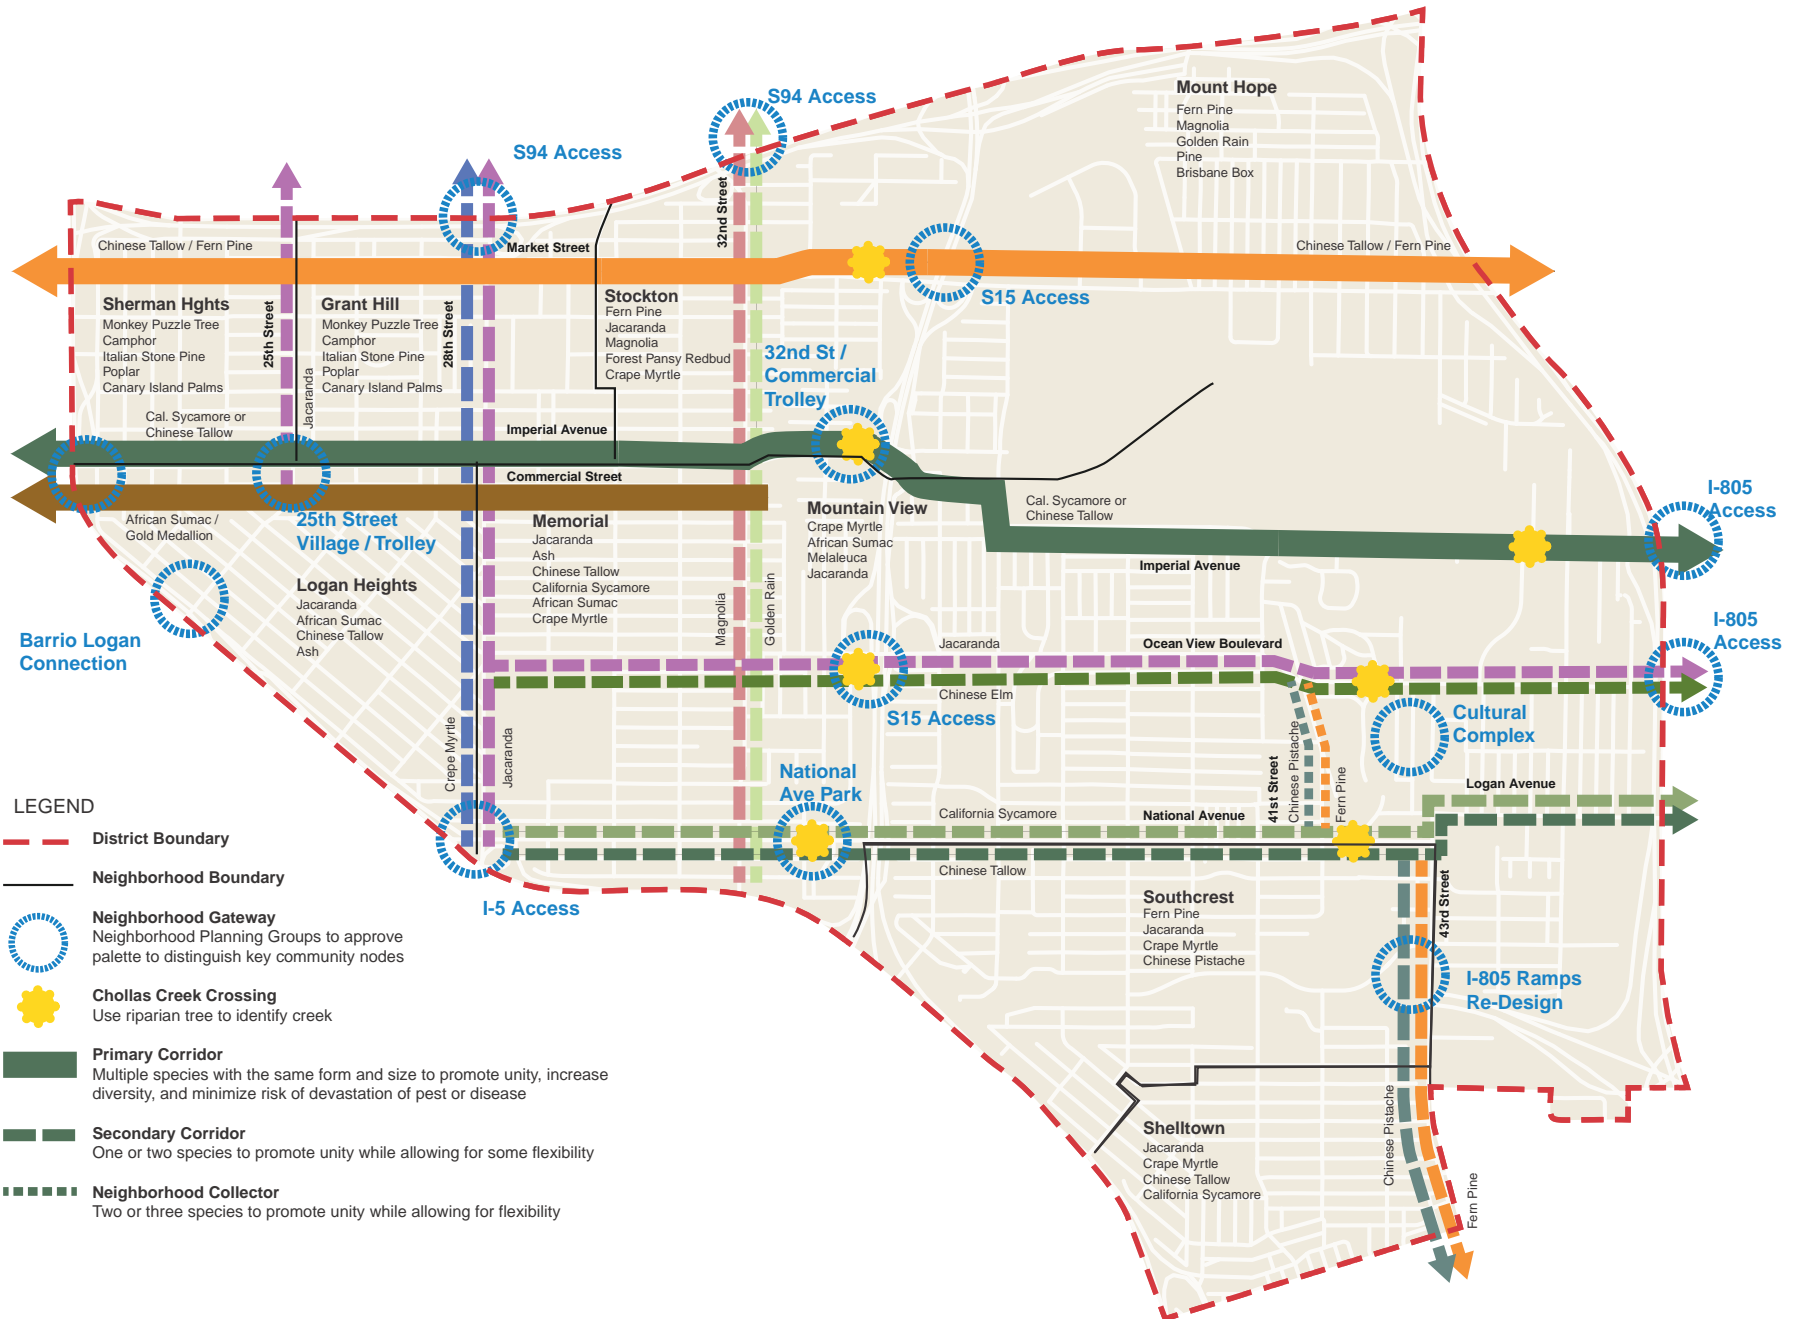 S94 Access
Mount Hope
Fern Pine
Magnolia
Golden Rain
Pine
Brisbane Box
S94 Access
32nd Street
Chinese Tallow / Fern Pine
Market Street
Chinese Tallow / Fern Pine
S15 Access
Sherman Hghts
Monkey Puzzle Tree
Camphor
Italian Stone Pine
Poplar
Canary Island Palms
25th Street
Jacaranda
Grant Hill
Monkey Puzzle Tree
Camphor
Italian Stone Pine
Poplar
Canary Island Palms
28th Street
Stockton
Fern Pine
Jacaranda
Magnolia
Forest Pansy Redbud
Crape Myrtle
32nd St /
Commercial
Trolley
Cal. Sycamore or
Chinese Tallow
Imperial Avenue
Commercial Street
African Sumac /
Gold Medallion
25th Street
Village / Trolley
Memorial
Jacaranda
Ash
Chinese Tallow
California Sycamore
African Sumac
Crape Myrtle
Mountain View
Crape Myrtle
African Sumac
Melaleuca
Jacaranda
Cal. Sycamore or
Chinese Tallow
Imperial Avenue
I-805
Access
Logan Heights
Jacaranda
African Sumac
Chinese Tallow
Ash
Barrio Logan
Connection
Magnolia
Golden Rain
Jacaranda
Ocean View Boulevard
Chinese Elm
I-805
Access
S15 Access
Cultural
Complex
Crepe Myrtle
Jacaranda
National
Ave Park
41st Street
Chinese Pistache
Fern Pine
Logan Avenue
California Sycamore
National Avenue
Chinese Tallow
I-5 Access
Southcrest
Fern Pine
Jacaranda
Crape Myrtle
Chinese Pistache
43rd Street
I-805 Ramps
Re-Design
Shelltown
Jacaranda
Crape Myrtle
Chinese Tallow
California Sycamore
Chinese Pistache
Fern Pine
LEGEND
District Boundary
Neighborhood Boundary
Neighborhood Gateway
Neighborhood Planning Groups to approve
palette to distinguish key community nodes
Chollas Creek Crossing
Use riparian tree to identify creek
Primary Corridor
Multiple species with the same form and size to promote unity, increase
diversity, and minimize risk of devastation of pest or disease
Secondary Corridor
One or two species to promote unity while allowing for some flexibility
Neighborhood Collector
Two or three species to promote unity while allowing for flexibility